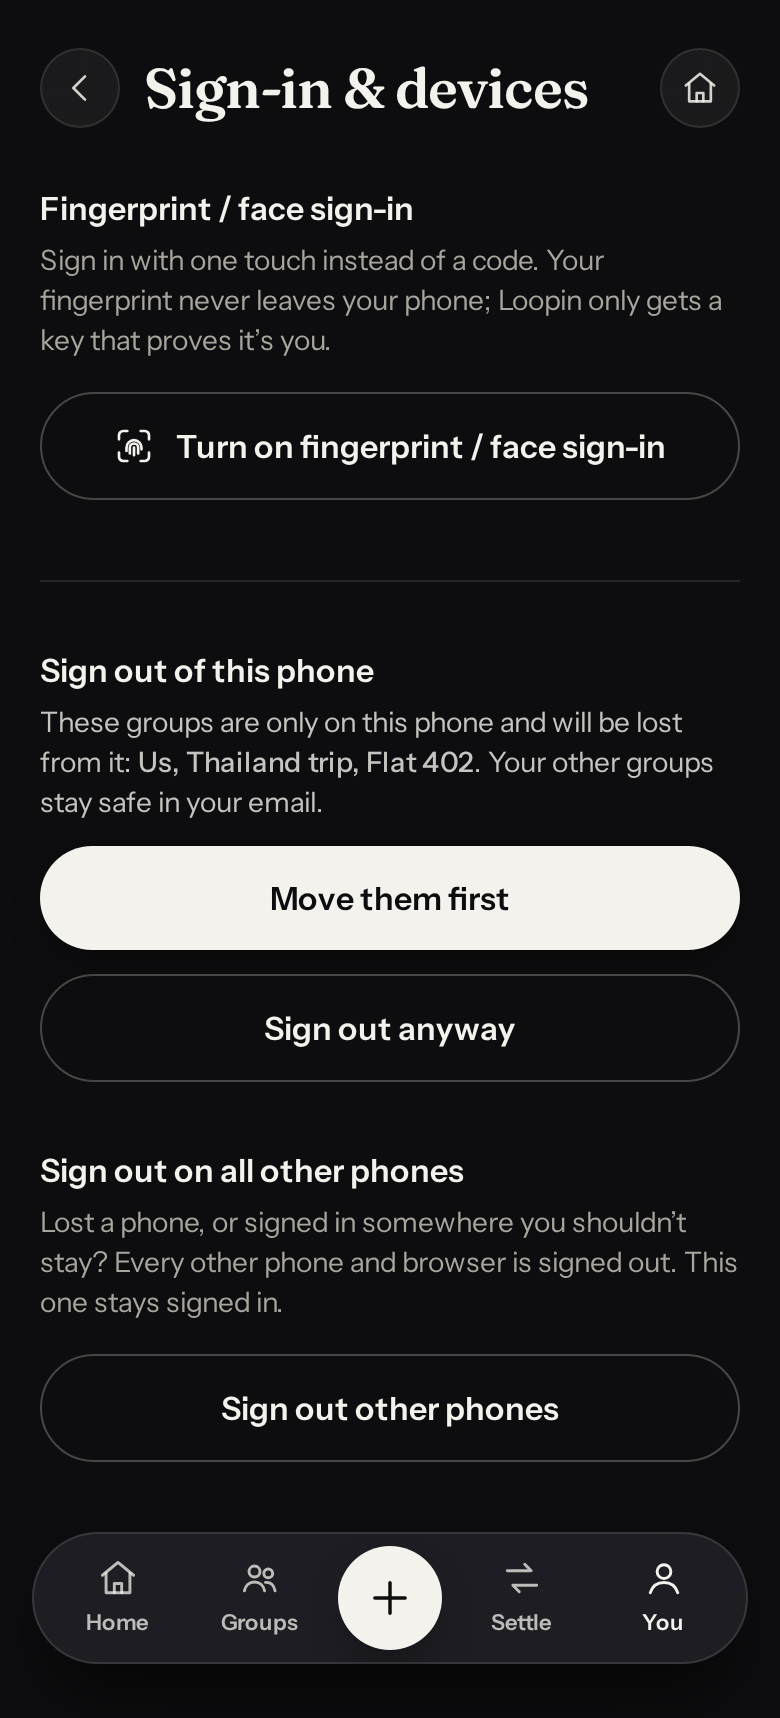 Sign-in & devices
Fingerprint / face sign-in
Sign in with one touch instead of a code. Your
fingerprint never leaves your phone; Loopin only gets a
key that proves it’s you.
Turn on fingerprint / face sign-in
Sign out of this phone
These groups are only on this phone and will be lost
from it: Us, Thailand trip, Flat 402. Your other groups
stay safe in your email.
Move them first
Sign out anyway
Sign out on all other phones
Lost a phone, or signed in somewhere you shouldn’t
stay? Every other phone and browser is signed out. This
one stays signed in.
Sign out other phones
Home Groups Settle You